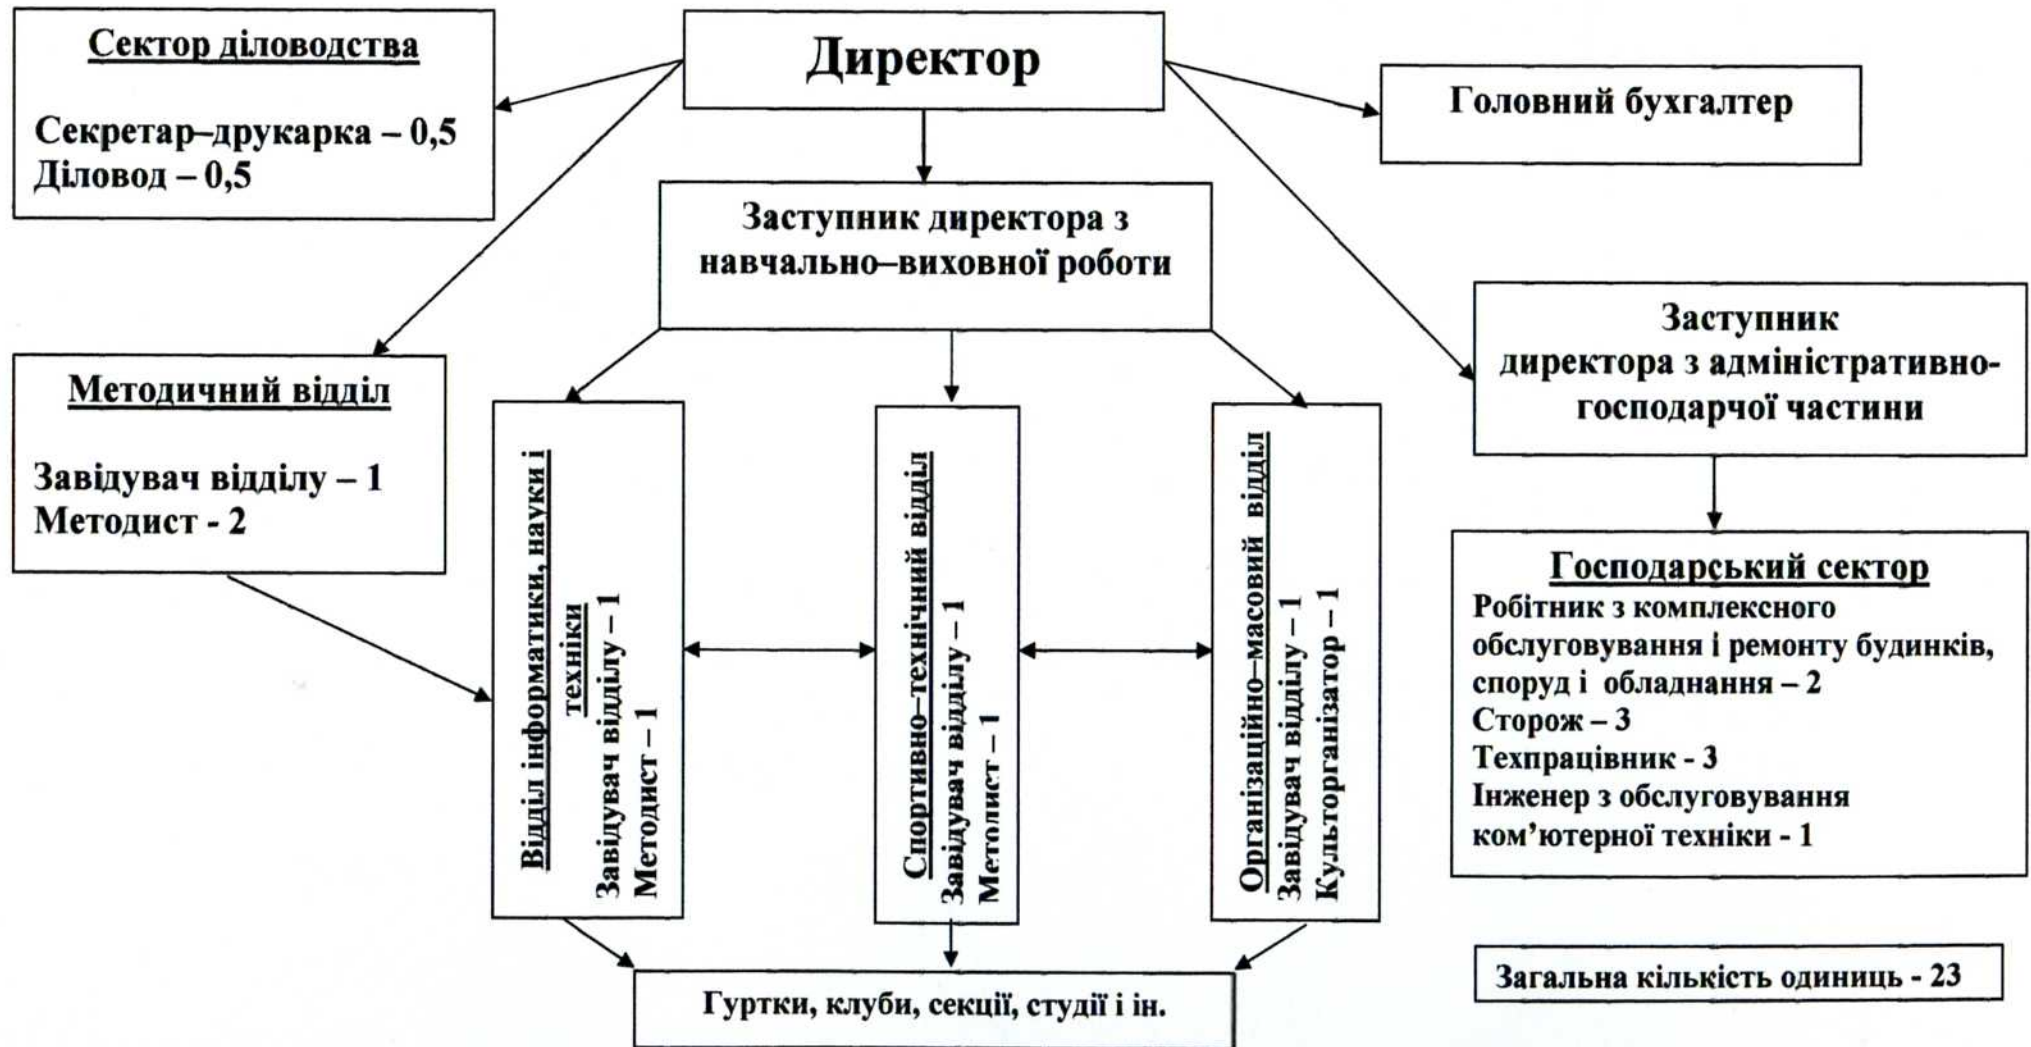 Сектор діловодства
Секретар–друкарка – 0,5
Діловод – 0,5
Директор
Головний бухгалтер
Заступник директора з
навчально–виховної роботи
Заступник
директора з адміністративно-
господарчої частини
Методичний відділ
Завідувач відділу – 1
Методист - 2
Відділ інформатики, науки і
техніки
Завідувач відділу – 1
Методист – 1
Спортивно–технічний відділ
Завідувач відділу – 1
Методист – 1
Організаційно–масовий відділ
Завідувач відділу – 1
Культорганізатор – 1
Господарський сектор
Робітник з комплексного
обслуговування і ремонту будинків,
споруд і обладнання – 2
Сторож – 3
Техпрацівник - 3
Інженер з обслуговування
ком’ютерної техніки - 1
Загальна кількість одиниць - 23
Гуртки, клуби, секції, студії і ін.